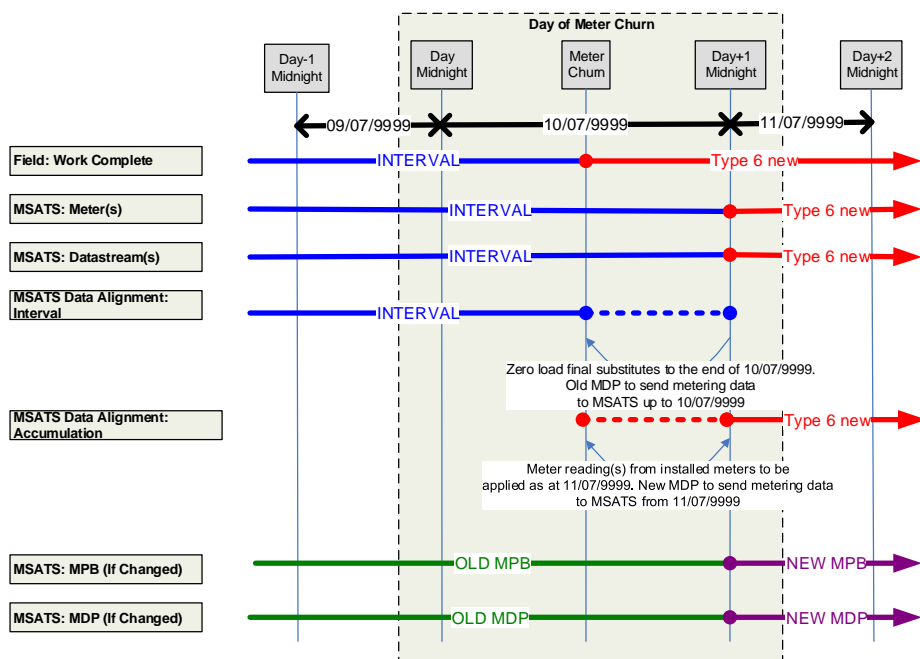 Day of Meter Churn
Day-1
Midnight
Day
Midnight
Meter
Churn
Day+1
Midnight
Day+2
Midnight
09/07/9999
10/07/9999
11/07/9999
Field: Work Complete
INTERVAL
Type 6 new
MSATS: Meter(s)
INTERVAL
Type 6 new
MSATS: Datastream(s)
INTERVAL
Type 6 new
MSATS Data Alignment:
Interval
INTERVAL
Zero load final substitutes to the end of 10/07/9999.
Old MDP to send metering data
to MSATS up to 10/07/9999
MSATS Data Alignment:
Accumulation
Type 6 new
Meter reading(s) from installed meters to be
applied as at 11/07/9999. New MDP to send metering data
to MSATS from 11/07/9999
MSATS: MPB (If Changed)
OLD MPB
NEW MPB
MSATS: MDP (If Changed)
OLD MDP
NEW MDP